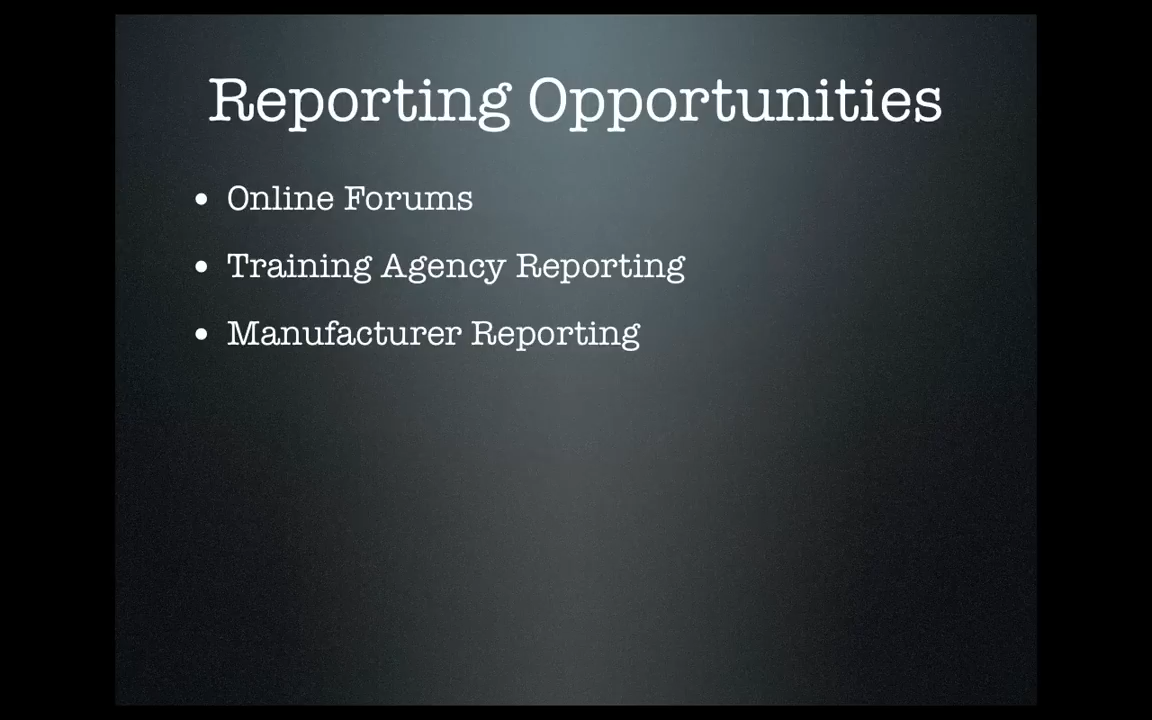 Reporting Opportunities
• Online Forums
• Training Agency Reporting
• Manufacturer Reporting